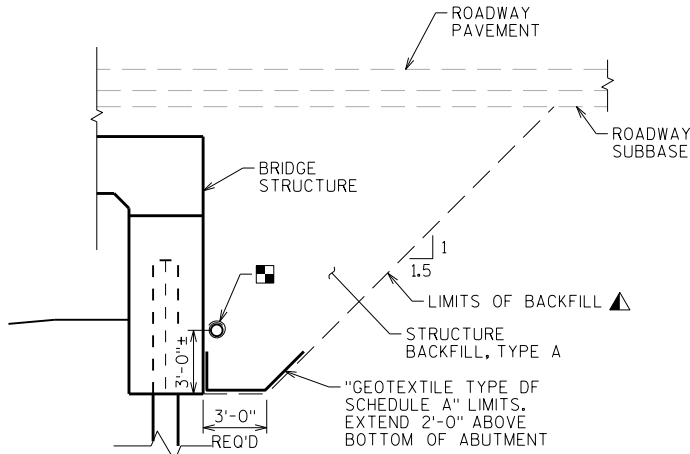 ROADWAY
PAVEMENT
ROADWAY
SUBBASE
BRIDGE
STRUCTURE
1
1.5
LIMITS OF BACKFILL
STRUCTURE
BACKFILL, TYPE A
3'-0"±
"GEOTEXTILE TYPE DF
SCHEDULE A" LIMITS.
EXTEND 2'-0" ABOVE
BOTTOM OF ABUTMENT
3'-0"
REQ'D